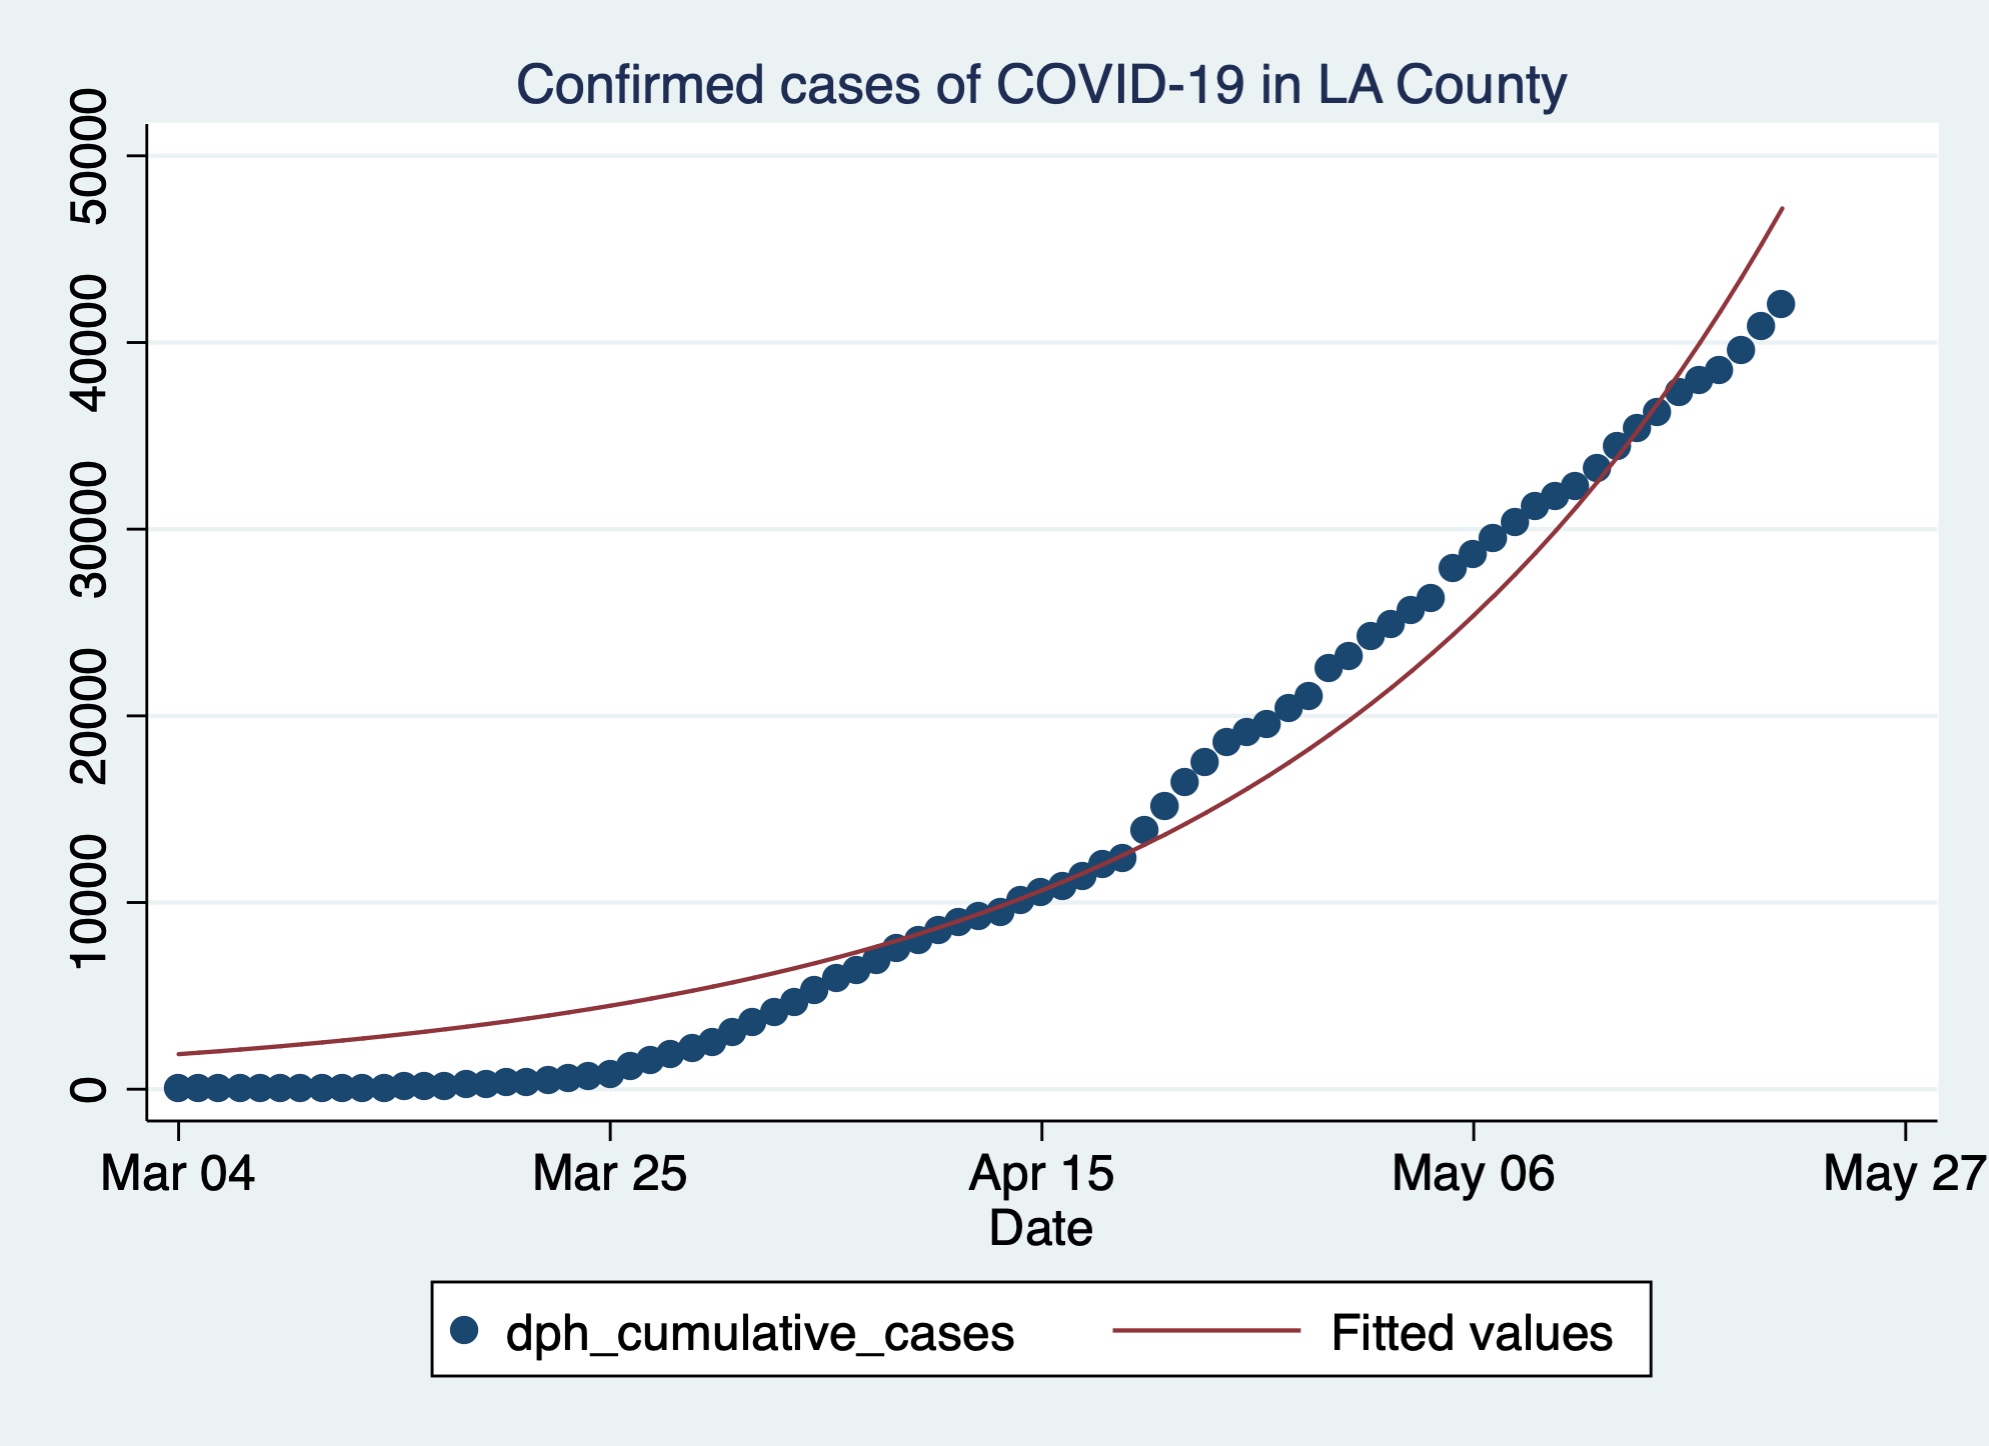 Confirmed cases of COVID-19 in LA County
50000
40000
30000
20000
10000
0
Mar 04 Mar 25 Apr 15 May 06 May 27
Date
dph_cumulative_cases Fitted values